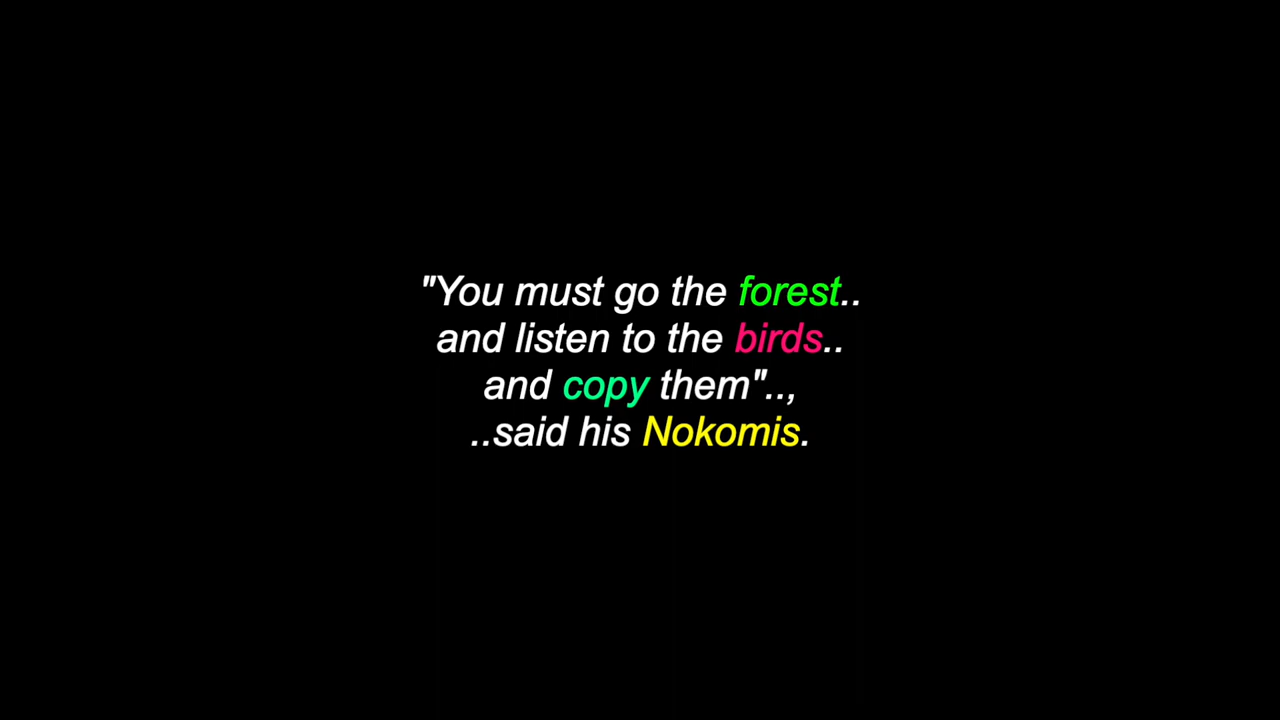 "You must go the forest..
and listen to the birds..
and copy them"..,
..said his Nokomis.